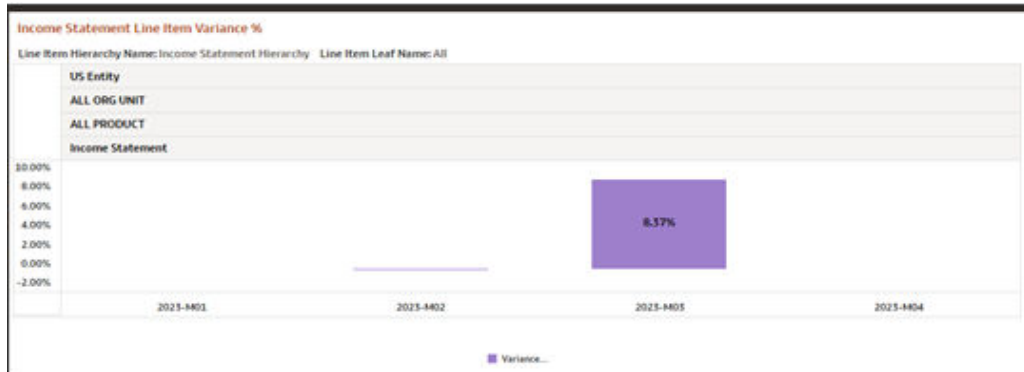 Income Statement Line Item Variance %
Line Item Hierarchy Name: Income Statement Hierarchy Line Item Leaf Name: All
US Entity
ALL ORG UNIT
ALL PRODUCT
Income Statement
10.00%
8.00%
6.00%
4.00%
2.00%
0.00%
-2.00%
8.37%
2023-M01 2023-M02 2023-M03 2023-M04
Variance...